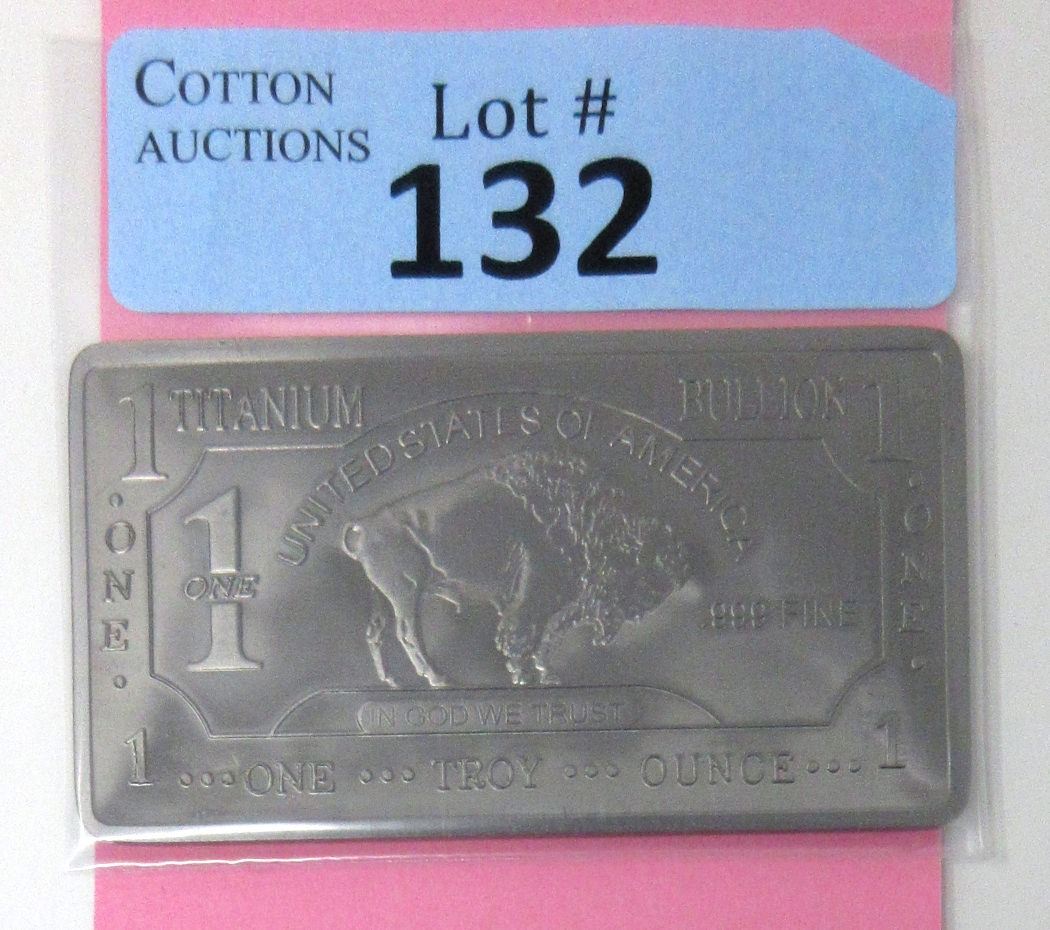 COTTON
AUCTIONS
Lot #
132
1 TITANIUM BULLION 1
UNITED STATES OF AMERICA
1
ONE
· ONE ·
· ONE ·
.999 FINE
IN GOD WE TRUST
1 ...ONE ... TROY ... OUNCE... 1